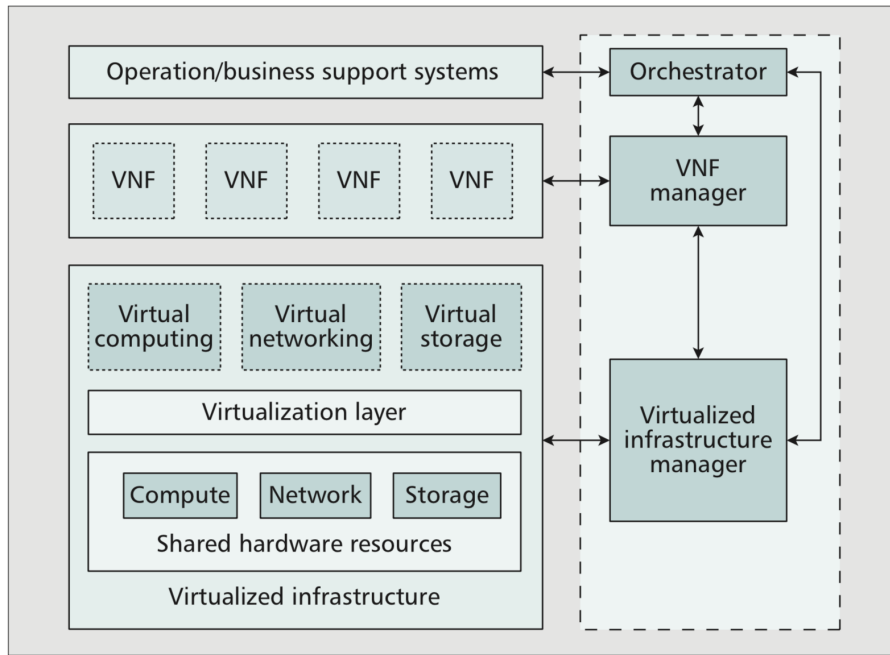 Operation/business support systems
Orchestrator
VNF
VNF
VNF
VNF
VNF
manager
Virtual
computing
Virtual
networking
Virtual
storage
Virtualization layer
Compute
Network
Storage
Shared hardware resources
Virtualized infrastructure
Virtualized
infrastructure
manager